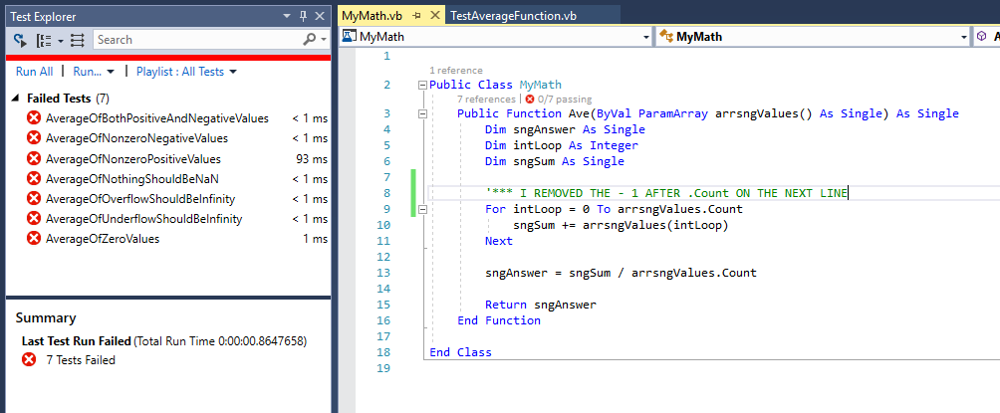 Test Explorer
Search
Run All | Run... Playlist : All Tests
Failed Tests (7)
AverageOfBothPositiveAndNegativeValues < 1 ms
AverageOfNonzeroNegativeValues < 1 ms
AverageOfNonzeroPositiveValues 93 ms
AverageOfNothingShouldBeNaN < 1 ms
AverageOfOverflowShouldBeInfinity < 1 ms
AverageOfUnderflowShouldBeInfinity < 1 ms
AverageOfZeroValues 1 ms
Summary
Last Test Run Failed (Total Run Time 0:00:00.8647658)
7 Tests Failed
MyMath.vb TestAverageFunction.vb
MyMath MyMath A
1
1 reference
2 Public Class MyMath
7 references | 0/7 passing
3 Public Function Ave(ByVal ParamArray arrsngValues() As Single) As Single
4 Dim sngAnswer As Single
5 Dim intLoop As Integer
6 Dim sngSum As Single
7
8 '*** I REMOVED THE - 1 AFTER .Count ON THE NEXT LINE
9 For intLoop = 0 To arrsngValues.Count
10 sngSum += arrsngValues(intLoop)
11 Next
12
13 sngAnswer = sngSum / arrsngValues.Count
14
15 Return sngAnswer
16 End Function
17
18 End Class
19